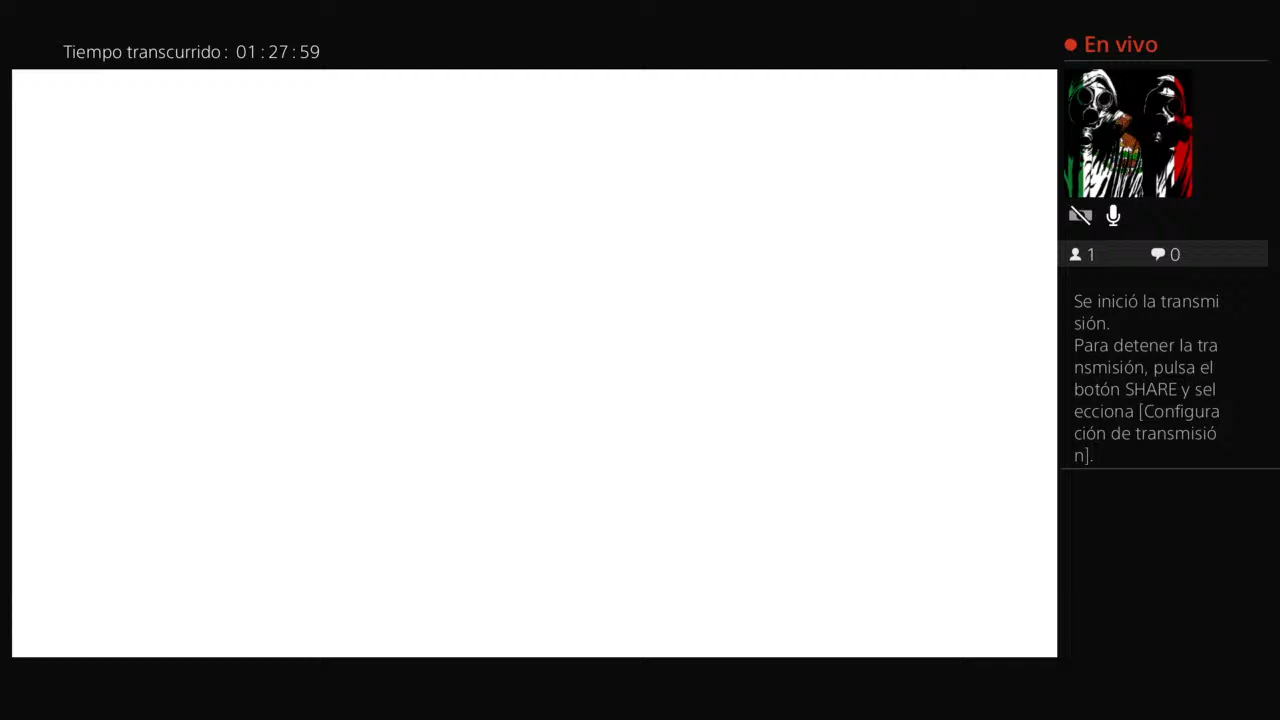 Tiempo transcurrido: 01:27:59
En vivo
1 0
Se inició la transmi
sión.
Para detener la tra
nsmisión, pulsa el
botón SHARE y sel
ecciona [Configura
ción de transmisió
n].